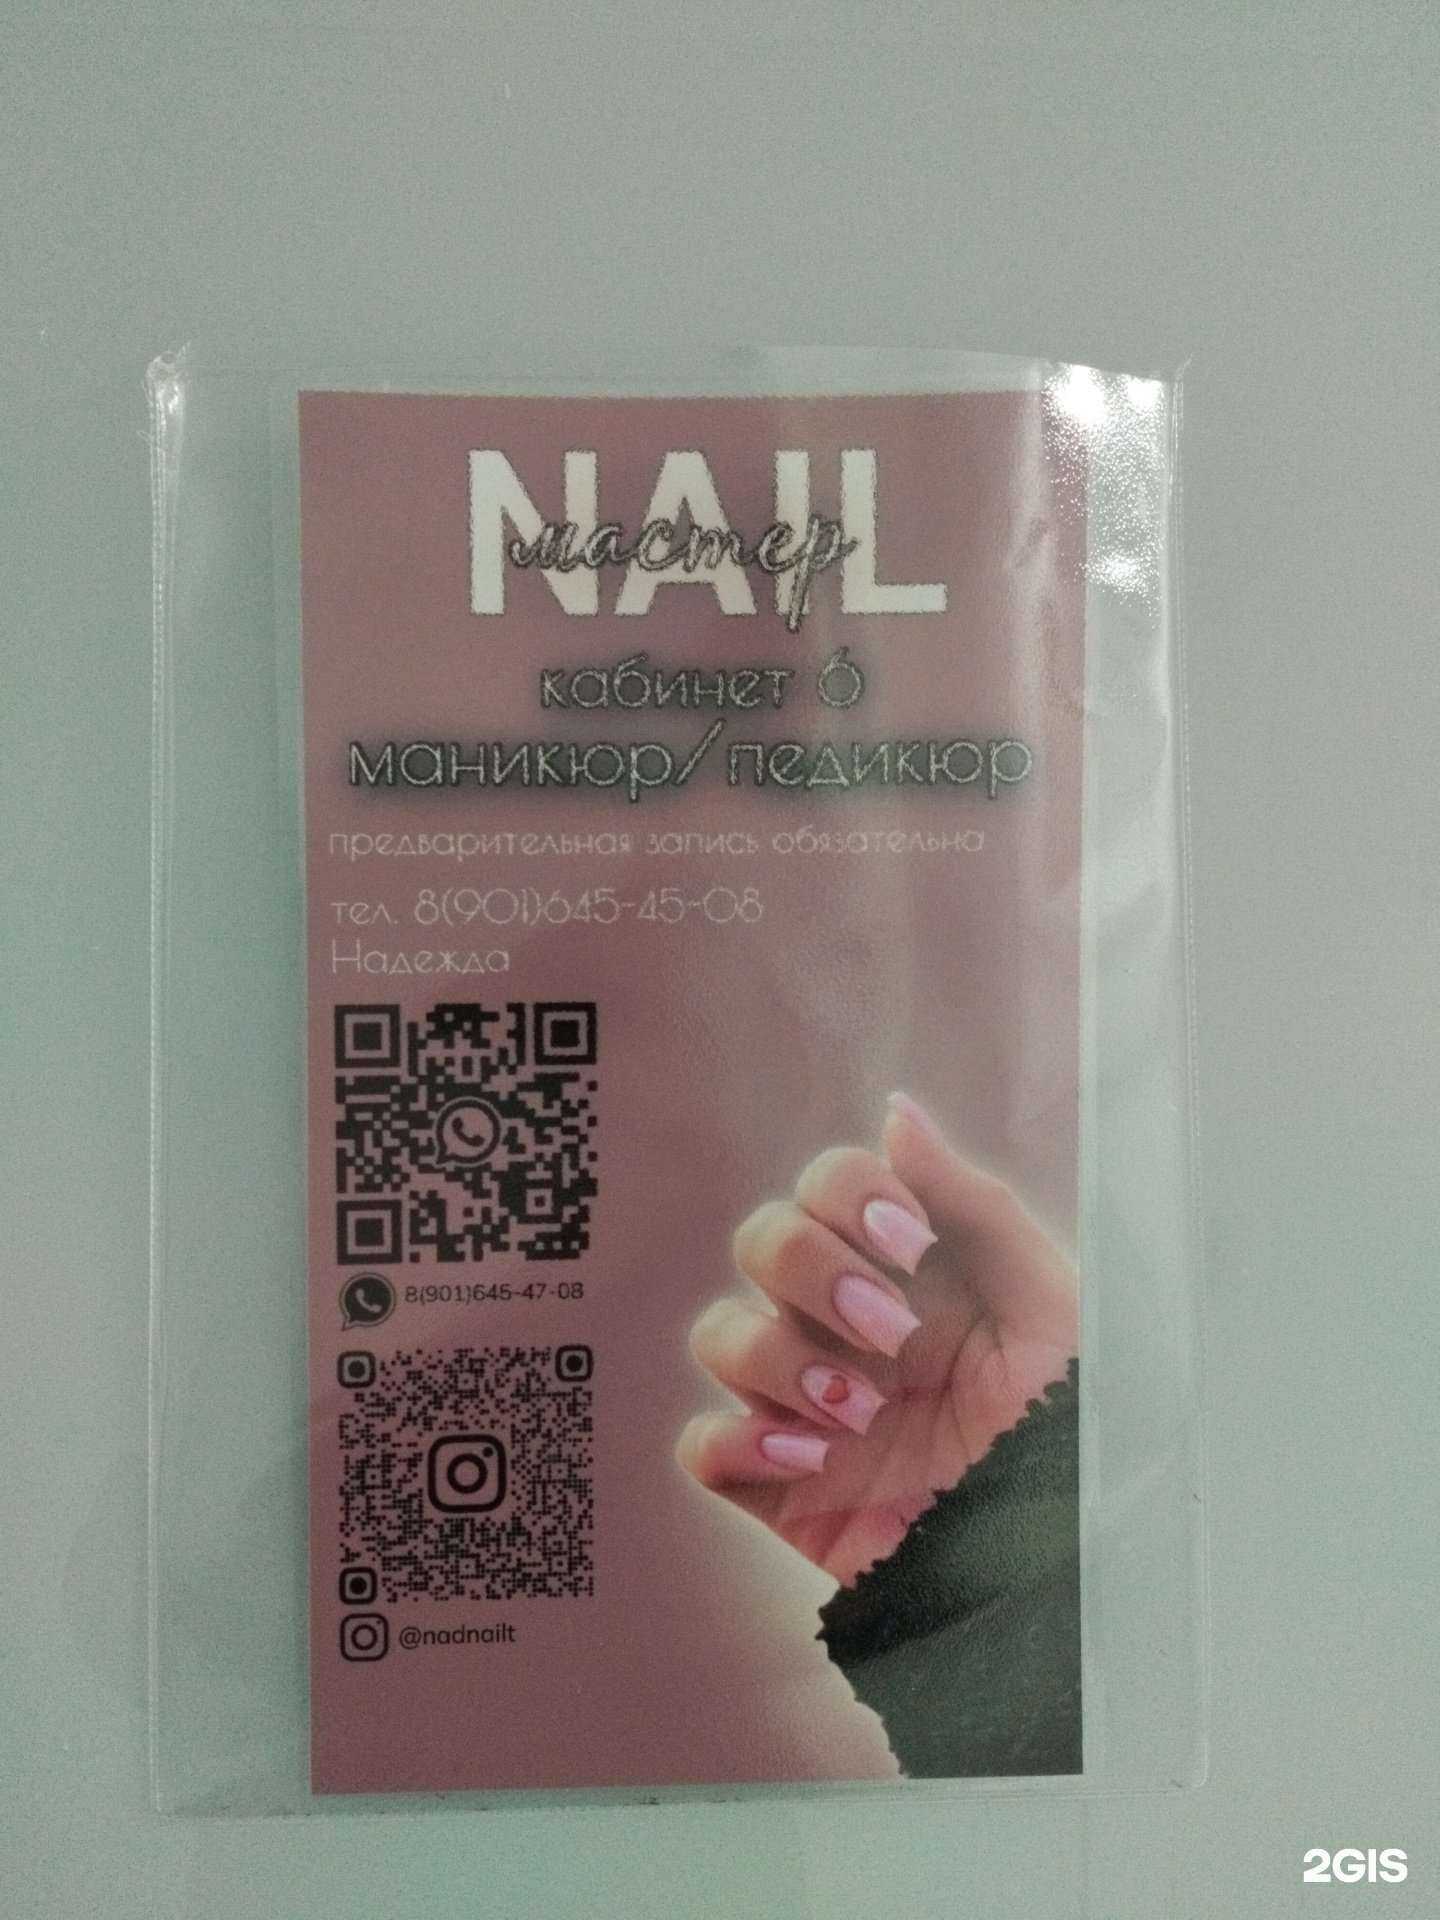 NAIL
мастер
кабинет 6
маникюр/педикюр
предварительная запись обязательна
тел. 8(901)645-45-08
Надежда
8(901)645-47-08
@nadnailt
2GIS